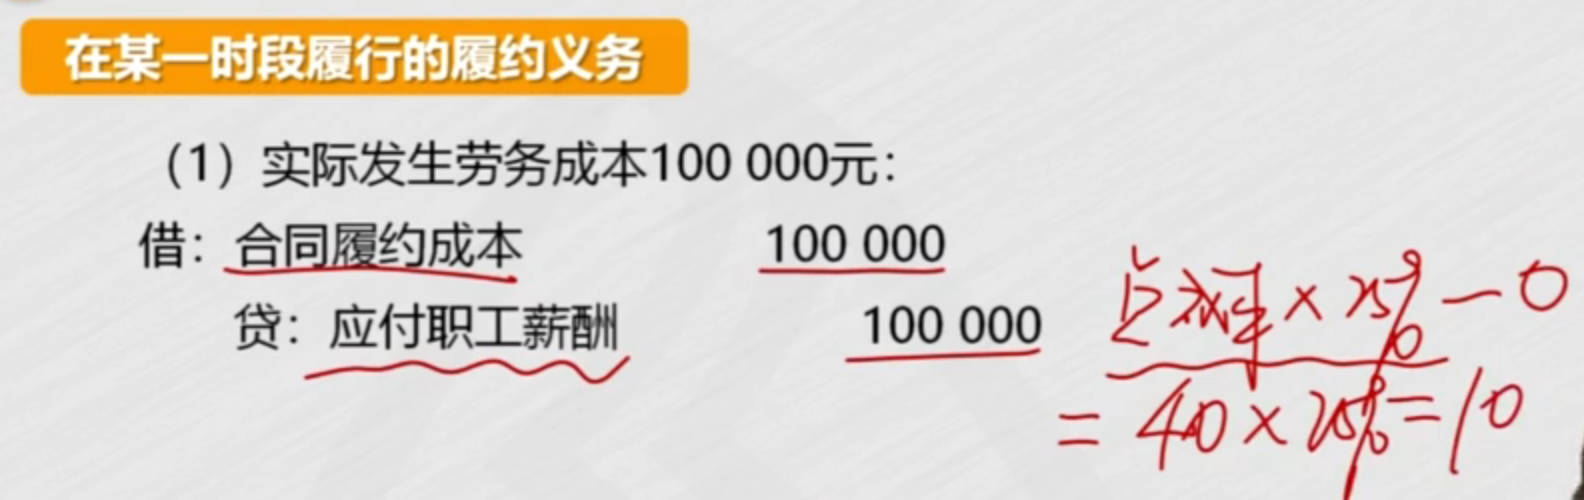 在某一时段履行的履约义务
（1）实际发生劳务成本100 000元：
借：合同履约成本 100 000
贷：应付职工薪酬 100 000
× 25% - 0
= 40 × 25% = 10